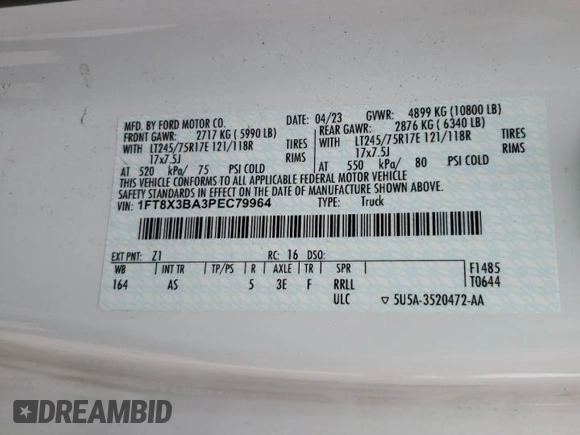 MFD. BY FORD MOTOR CO. 04/23 GVWR: 4899 KG (10800 LB)
FRONT GAWR: 2717 KG ( 5990 LB) REAR GAWR: 2876 KG ( 6340 LB)
WITH LT245/75R17E 121/118R TIRES WITH LT245/75R17E 121/118R TIRES
17x7.5J RIMS 17x7.5J RIMS
AT 520 kPa/ 75 PSI COLD AT 550 kPa/ 80 PSI COLD
THIS VEHICLE CONFORMS TO ALL APPLICABLE FEDERAL MOTOR VEHICLE
SAFETY STANDARDS IN EFFECT ON THE DATE OF MANUFACTURE SHOWN ABOVE.
VIN: 1FT8X3BA3PEC79964 TYPE: Truck
EXT PNT: Z1 RC: 16 DSO:
WB INT TR TP/PS R AXLE TR SPR F1485
164 AS 5 3E F RRLL T0644
ULC ▽ 5U5A-3520472-AA
DREAMBID